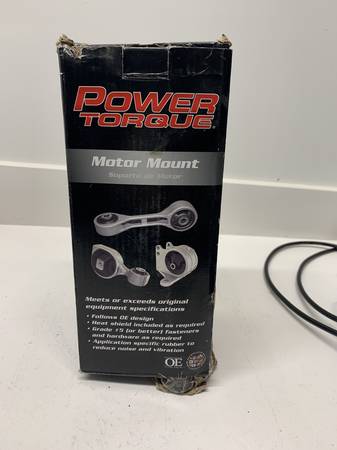 POWER
TORQUE®
Motor Mount
Soporte de Motor
Meets or exceeds original
equipment specifications
• Follows OE design
• Heat shield included as required
• Grade #5 (or better) fasteners
and hardware as required
• Application specific rubber to
reduce noise and vibration
OE